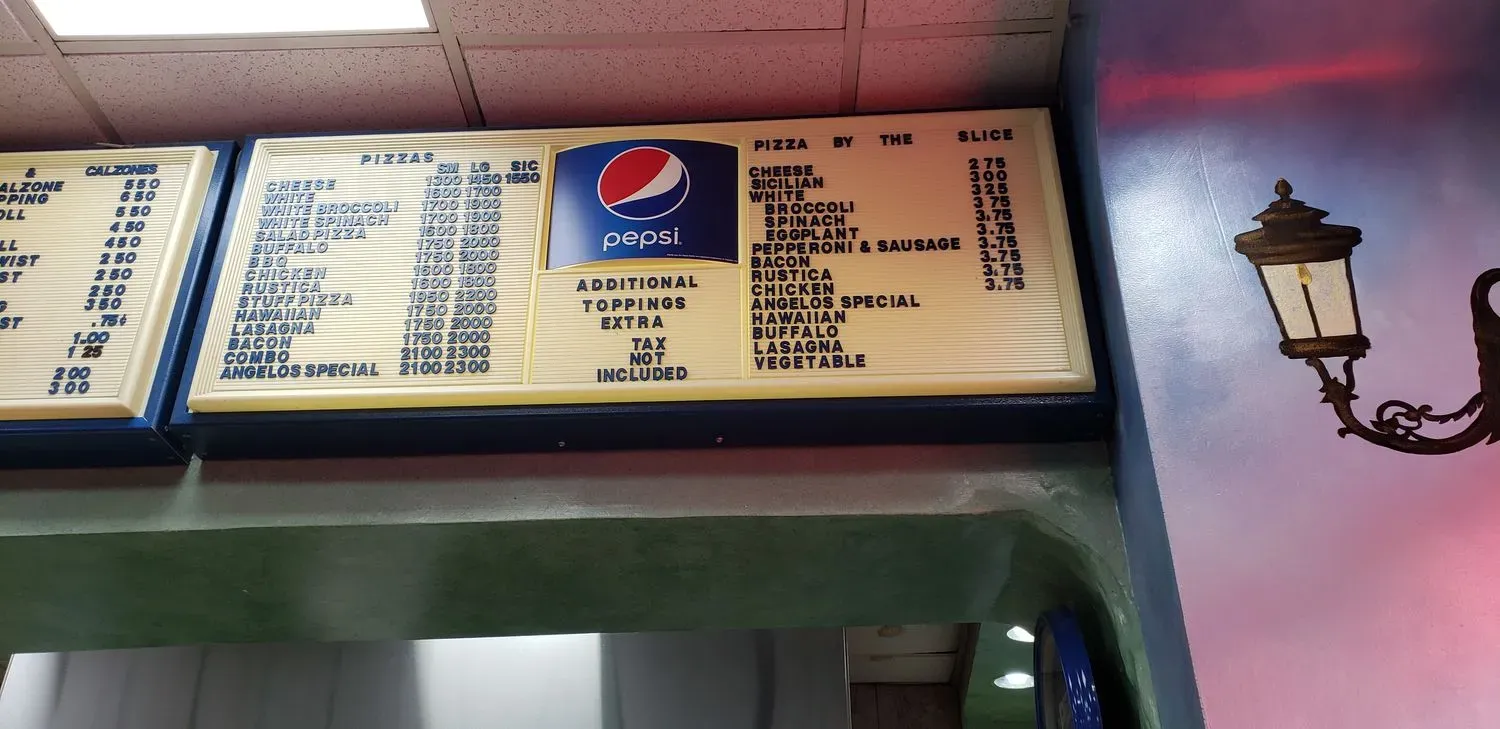 & CALZONES
ALZONE 550
PPING 650
OLL 550
450
LL 450
WIST 250
ST 250
250
G 350
ST .75¢
1.00
1 25
200
300
PIZZAS
SM LG SIC
CHEESE 1300 1450 1550
WHITE 1600 1700
WHITE BROCCOLI 1700 1900
WHITE SPINACH 1700 1900
SALAD PIZZA 1600 1800
BUFFALO 1750 2000
BBQ 1750 2000
CHICKEN 1600 1800
RUSTICA 1600 1800
STUFF PIZZA 1950 2200
HAWAIIAN 1750 2000
LASAGNA 1750 2000
BACON 1750 2000
COMBO 2100 2300
ANGELOS SPECIAL 2100 2300
pepsi
ADDITIONAL
TOPPINGS
EXTRA
TAX
NOT
INCLUDED
PIZZA BY THE SLICE
CHEESE 2 75
SICILIAN 300
WHITE 325
BROCCOLI 3 75
SPINACH 3.75
EGGPLANT 3.75
PEPPERONI & SAUSAGE 3.75
BACON 3.75
RUSTICA 3.75
CHICKEN 3.75
ANGELOS SPECIAL
HAWAIIAN
BUFFALO
LASAGNA
VEGETABLE